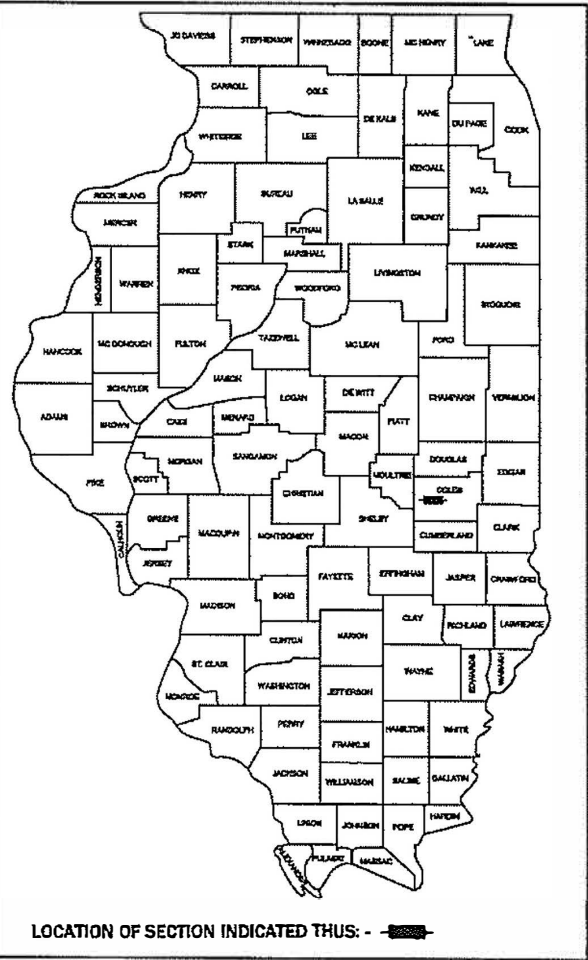 JO DAVIESS STEPHENSON WINNEBAGO BOONE MC HENRY LAKE
CARROLL OGLE DE KALB KANE DU PAGE COOK
WHITESIDE LEE KENDALL
ROCK ISLAND HENRY BUREAU LA SALLE GRUNDY WILL
MERCER PUTNAM
HENDERSON WARREN KNOX STARK MARSHALL LIVINGSTON KANKAKEE
PEORIA WOODFORD IROQUOIS
HANCOCK MC DONOUGH FULTON TAZEWELL MC LEAN FORD
SCHUYLER MASON LOGAN DE WITT CHAMPAIGN VERMILION
ADAMS BROWN CASS MENARD MACON PIATT
PIKE SCOTT MORGAN SANGAMON MOULTRIE DOUGLAS EDGAR
CHRISTIAN COLES
CALHOUN GREENE MACOUPIN MONTGOMERY SHELBY CUMBERLAND CLARK
JERSEY FAYETTE EFFINGHAM JASPER CRAWFORD
MADISON BOND
CLINTON MARION CLAY RICHLAND LAWRENCE
ST. CLAIR WAYNE EDWARDS WABASH
MONROE WASHINGTON JEFFERSON
RANDOLPH PERRY HAMILTON WHITE
FRANKLIN
JACKSON WILLIAMSON SALINE GALLATIN
UNION JOHNSON POPE HARDIN
ALEXANDER PULASKI MASSAC
LOCATION OF SECTION INDICATED THUS: -